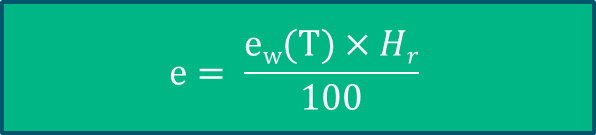 e = e_w(T) × H_r / 100